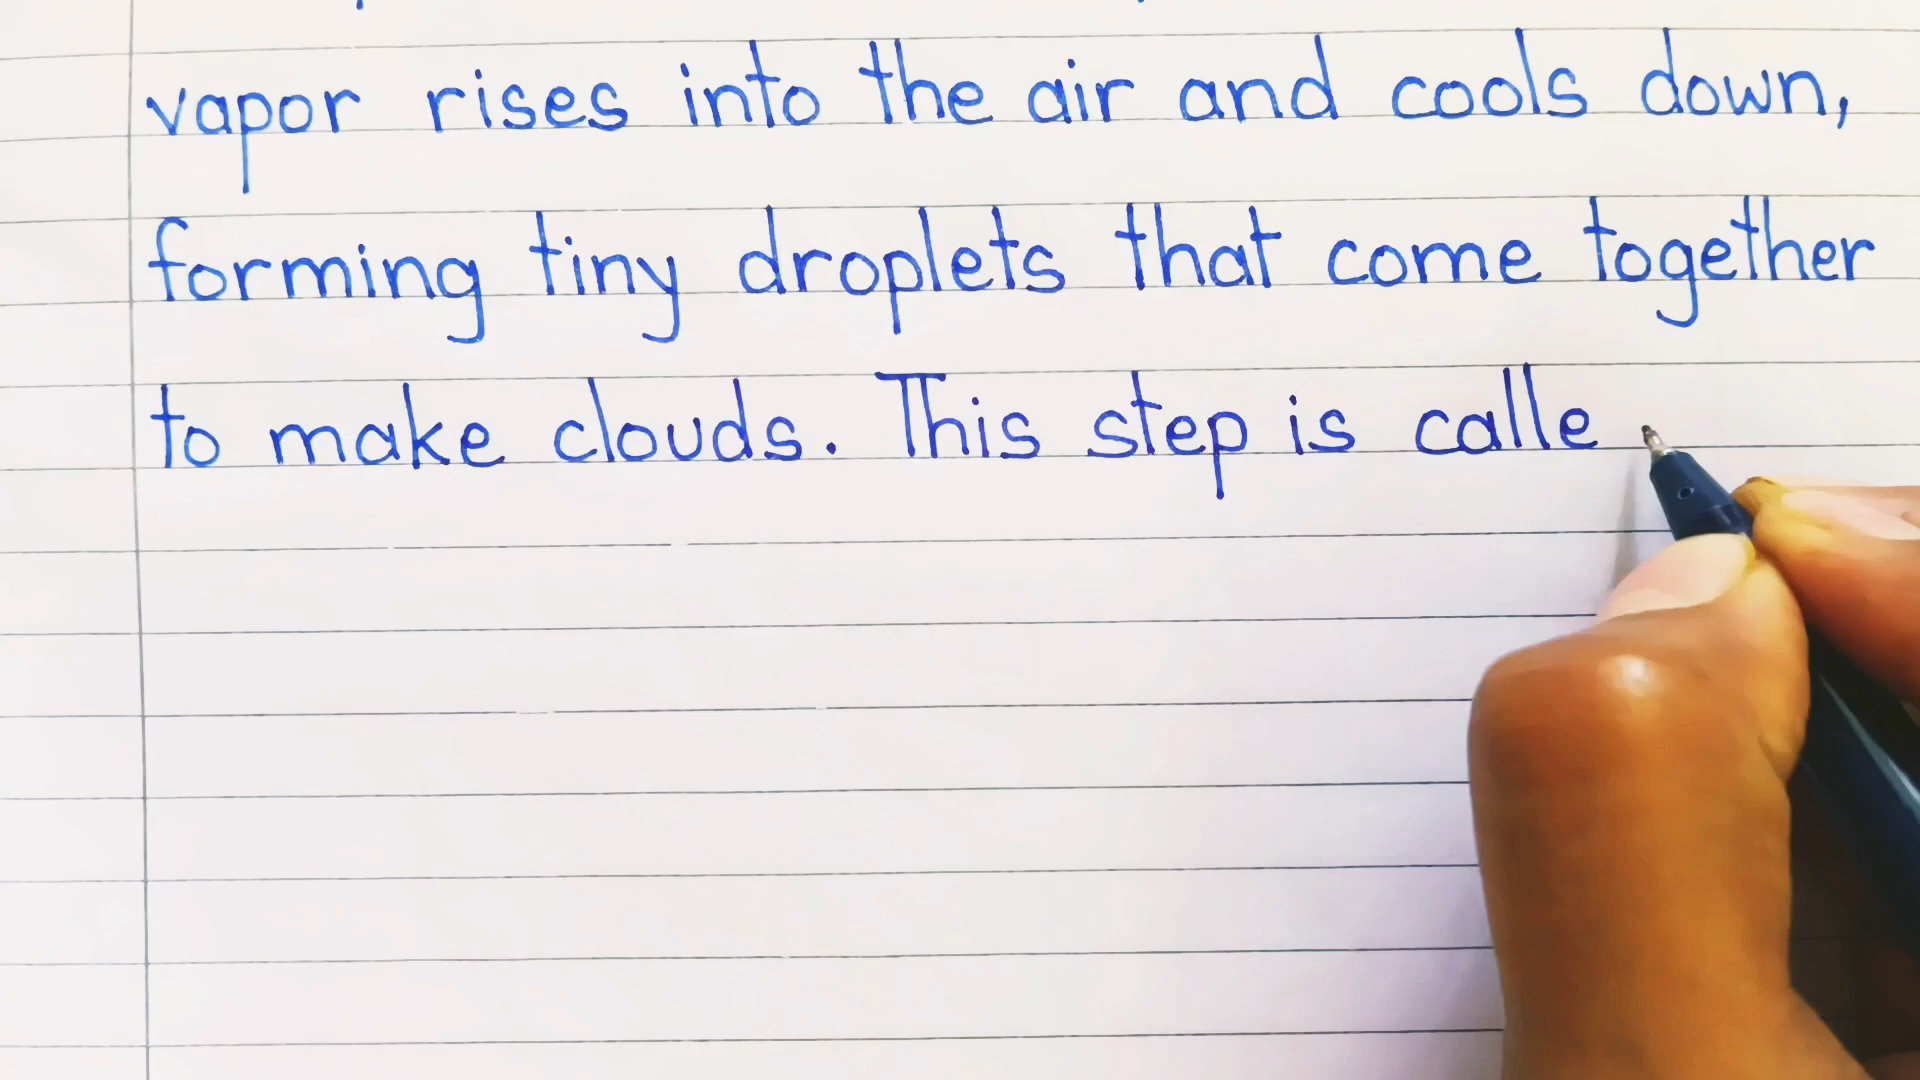 vapor rises into the air and cools down,
forming tiny droplets that come together
to make clouds. This step is calle